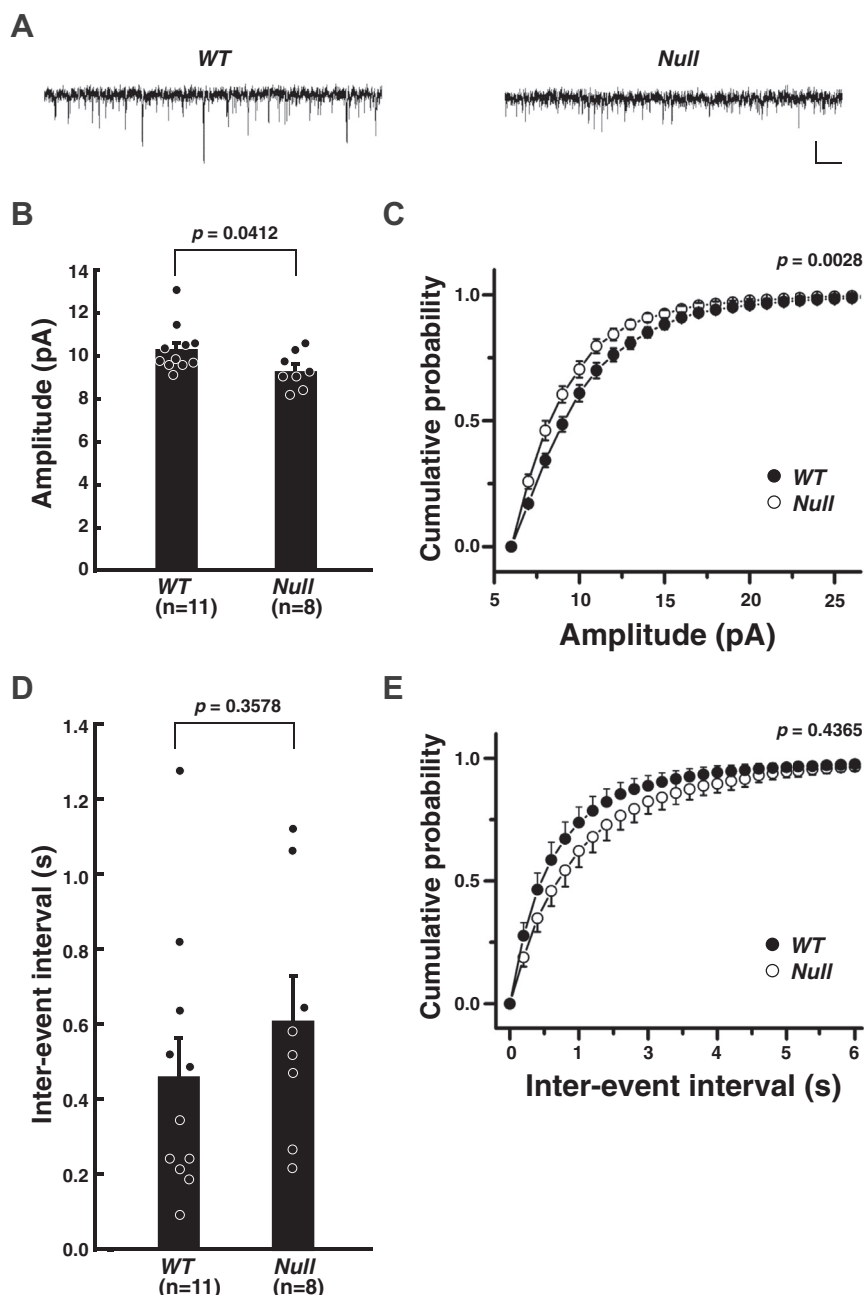 A
WT
Null
B
p = 0.0412
Amplitude (pA)
14
12
10
8
6
4
2
0
WT
(n=11)
Null
(n=8)
C
p = 0.0028
Cumulative probability
1.0
0.5
0.0
WT
Null
5
10
15
20
25
Amplitude (pA)
D
p = 0.3578
Inter-event interval (s)
1.4
1.2
1.0
0.8
0.6
0.4
0.2
0.0
WT
(n=11)
Null
(n=8)
E
p = 0.4365
Cumulative probability
1.0
0.5
0.0
WT
Null
0
1
3
4
5
6
Inter-event interval (s)